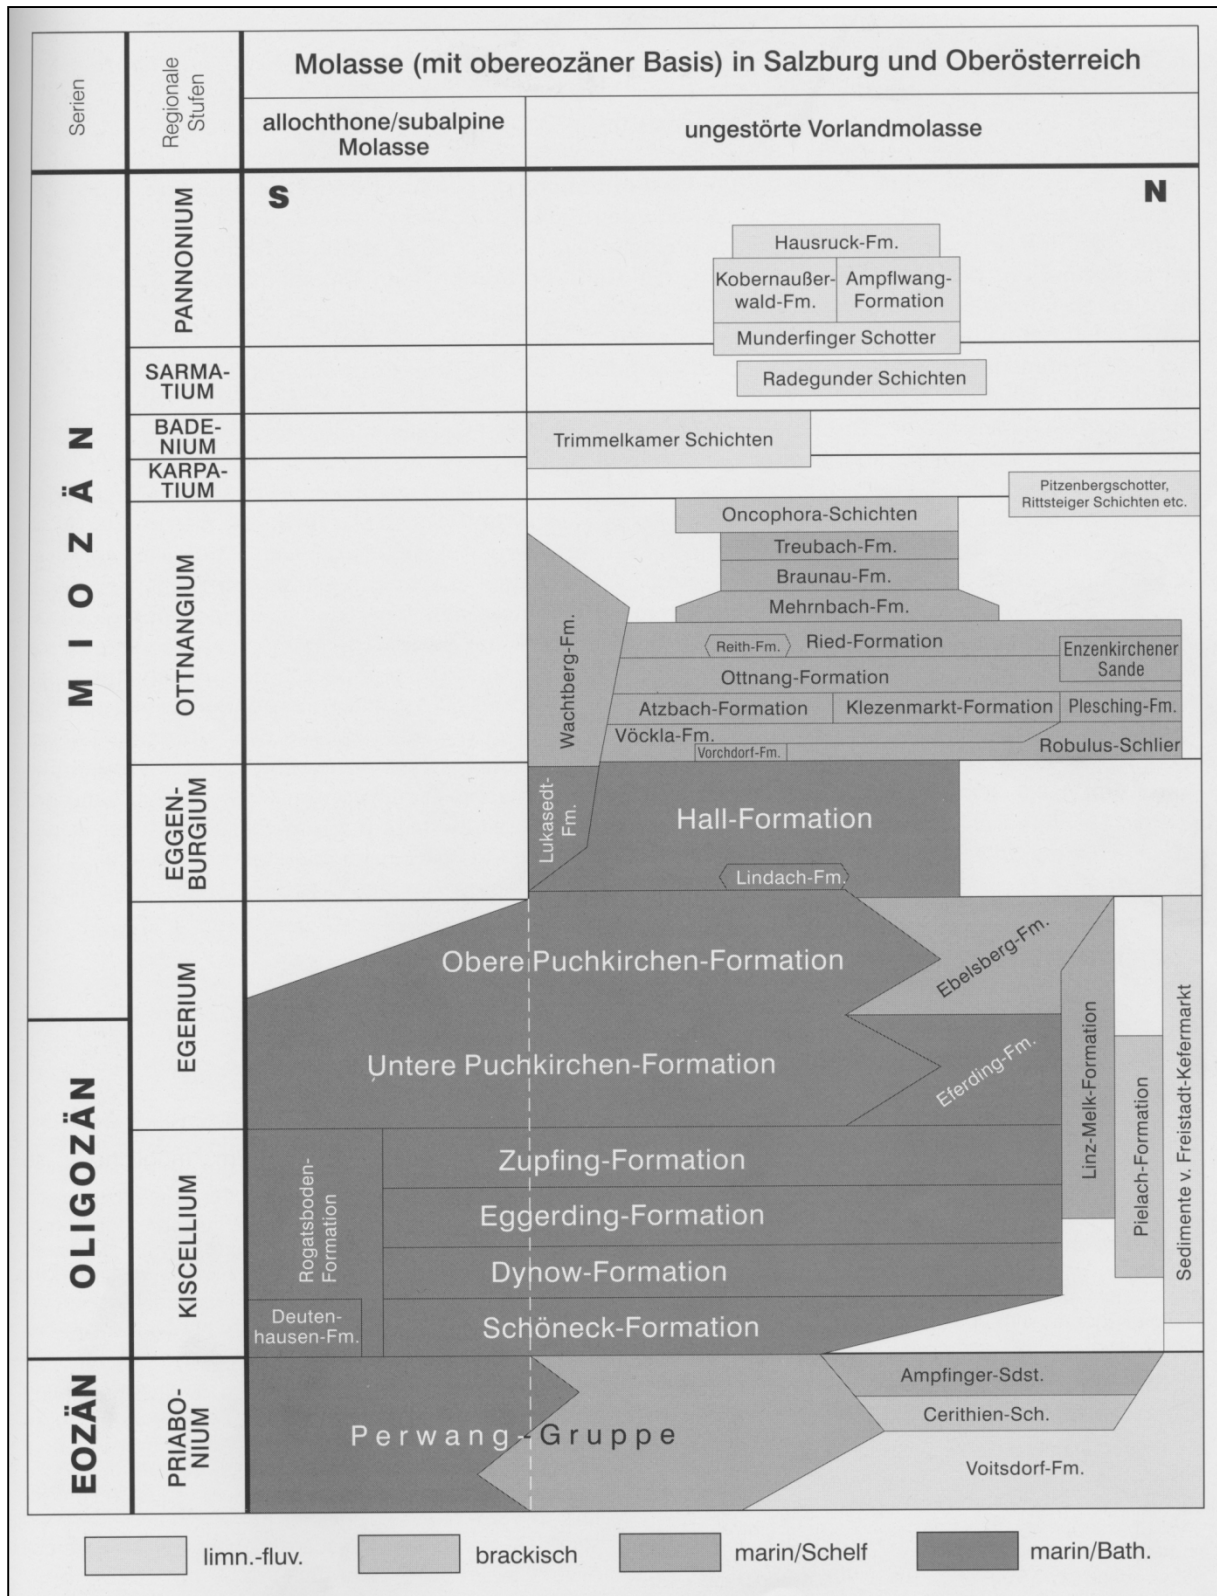 Serien
Regionale
Stufen
Molasse (mit obereozäner Basis) in Salzburg und Oberösterreich
allochthone/subalpine
Molasse
ungestörte Vorlandmolasse
S
N
MIOZÄN
OLIGOZÄN
EOZÄN
PANNONIUM
SARMA-
TIUM
BADE-
NIUM
KARPA-
TIUM
OTTNANGIUM
EGGEN-
BURGIUM
EGERIUM
KISCELLIUM
PRIABO-
NIUM
Hausruck-Fm.
Kobernaußer-
wald-Fm.
Ampflwang-
Formation
Munderfinger Schotter
Radegunder Schichten
Trimmelkamer Schichten
Pitzenbergschotter,
Rittsteiger Schichten etc.
Oncophora-Schichten
Treubach-Fm.
Braunau-Fm.
Mehrnbach-Fm.
Wachtberg-Fm.
Reith-Fm.
Ried-Formation
Enzenkirchener
Sande
Ottnang-Formation
Atzbach-Formation
Klezenmarkt-Formation
Plesching-Fm.
Vöckla-Fm.
Vorchdorf-Fm.
Robulus-Schlier
Lukasedt-
Fm.
Hall-Formation
Lindach-Fm.
Obere Puchkirchen-Formation
Ebelsberg-Fm.
Untere Puchkirchen-Formation
Eferding-Fm.
Linz-Melk-Formation
Pielach-Formation
Sedimente v. Freistadt-Kefermarkt
Rogatsboden-
Formation
Zupfing-Formation
Eggerding-Formation
Dynow-Formation
Deuten-
hausen-Fm.
Schöneck-Formation
Perwang-Gruppe
Ampfinger-Sdst.
Cerithien-Sch.
Voitsdorf-Fm.
limn.-fluv.
brackisch
marin/Schelf
marin/Bath.